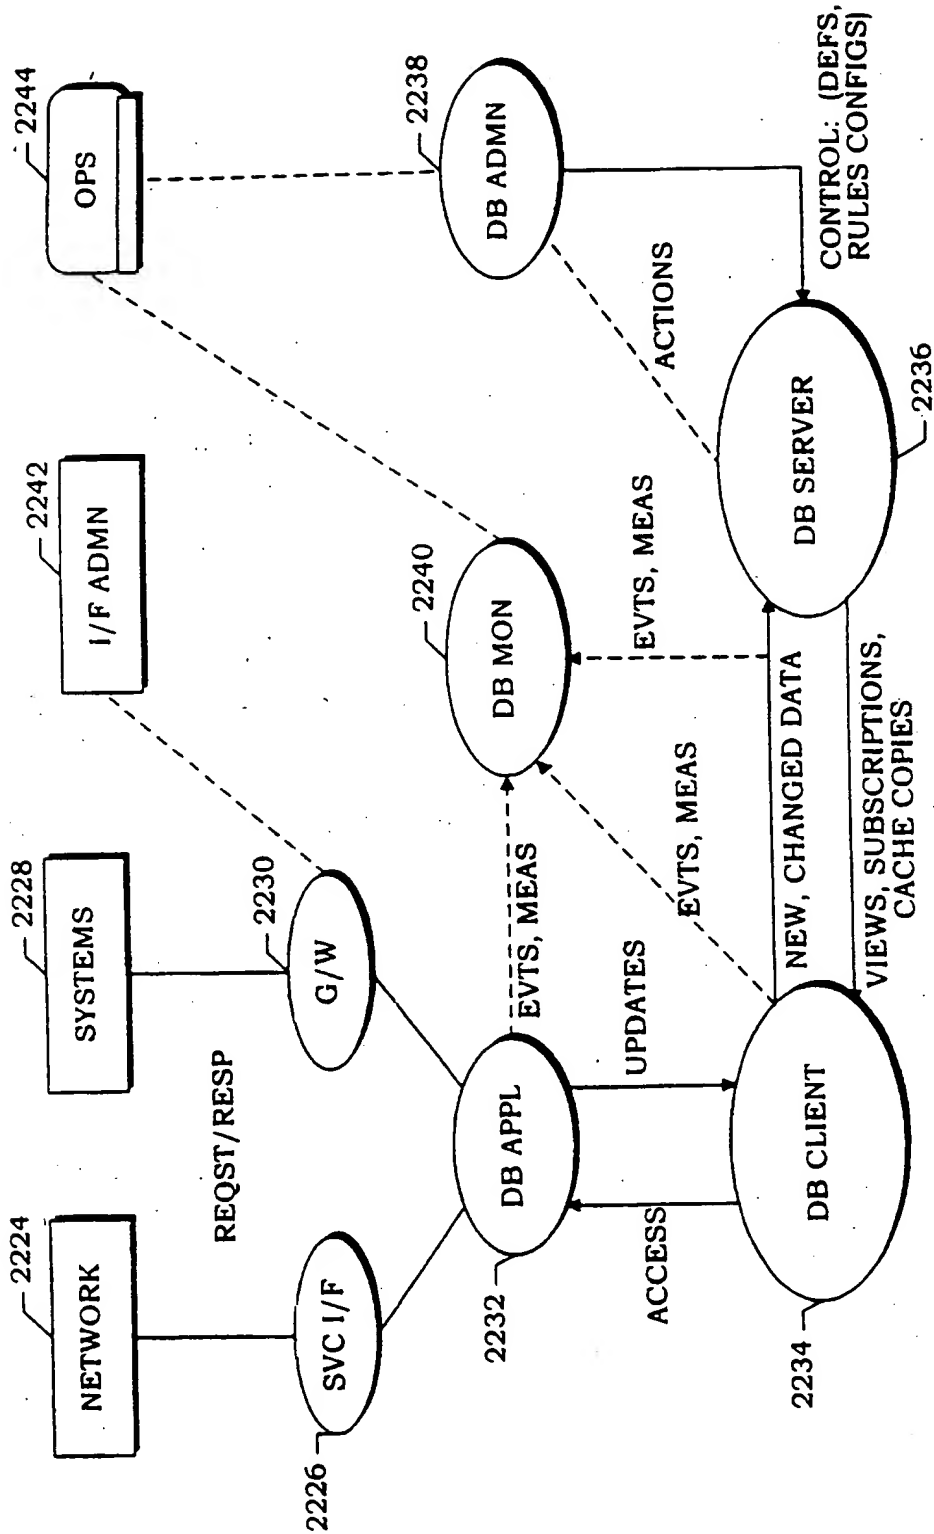 2224
NETWORK
2228
SYSTEMS
2242
I/F ADMN
2244
OPS
REQST/RESP
2226
SVC I/F
2230
G/W
2232
DB APPL
EVTS, MEAS
2240
DB MON
2238
DB ADMN
ACCESS
UPDATES
EVTS, MEAS
EVTS, MEAS
ACTIONS
2234
DB CLIENT
NEW, CHANGED DATA
VIEWS, SUBSCRIPTIONS,
CACHE COPIES
DB SERVER
2236
CONTROL: (DEFS,
RULES CONFIGS)